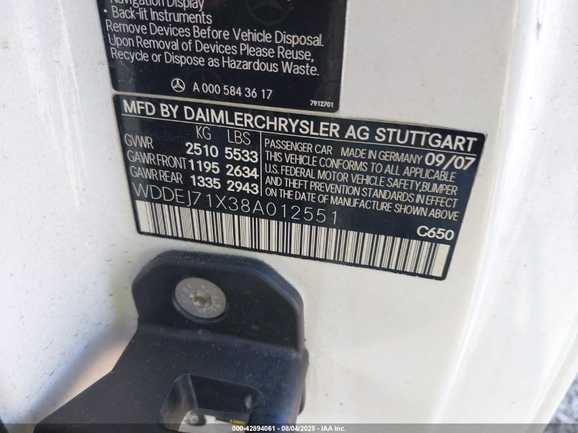 Navigation Display
- Back-lit Instruments
Remove Devices Before Vehicle Disposal.
Upon Removal of Devices Please Reuse,
Recycle or Dispose as Hazardous Waste.
A 000 584 36 17
7912701
MFD BY DAIMLERCHRYSLER AG STUTTGART
KG LBS
GVWR 2510 5533
GAWR FRONT 1195 2634
GAWR REAR 1335 2943
PASSENGER CAR MADE IN GERMANY 09/07
THIS VEHICLE CONFORMS TO ALL APPLICABLE
U.S. FEDERAL MOTOR VEHICLE SAFETY, BUMPER
AND THEFT PREVENTION STANDARDS IN EFFECT
ON THE DATE OF MANUFACTURE SHOWN ABOVE
WDDEJ71X38A012551
C650
000-42894061 - 08/04/2025 - © IAA Holdings, LLC